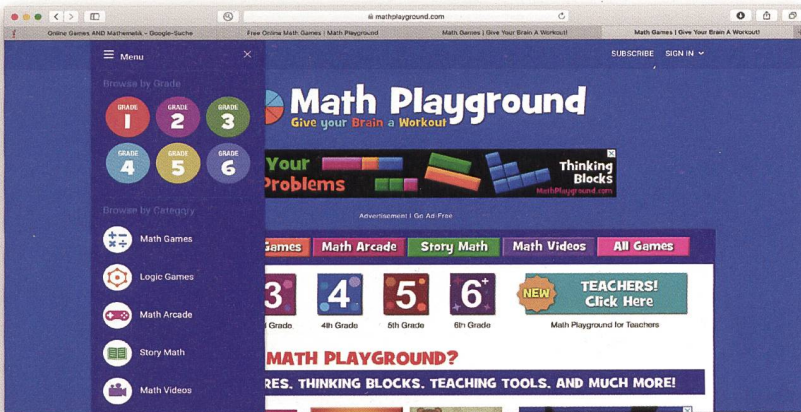 mathplayground.com
Online Games AND Mathematik – Google-Suche
Free Online Math Games | Math Playground
Math Games | Give Your Brain A Workout!
Math Games | Give Your Brain A Workout!
Menu
SUBSCRIBE SIGN IN
Browse by Grade
GRADE 1
GRADE 2
GRADE 3
GRADE 4
GRADE 5
GRADE 6
Math Playground
Give your Brain a Workout
Your
Problems
Thinking
Blocks
MathPlayground.com
Advertisement | Go Ad-Free
Browse by Category
Math Games
Logic Games
Math Arcade
Story Math
Math Videos
Games
Math Arcade
Story Math
Math Videos
All Games
3
4
5
6
Grade
4th Grade
5th Grade
6th Grade
NEW
TEACHERS!
Click Here
Math Playground for Teachers
MATH PLAYGROUND?
RES, THINKING BLOCKS, TEACHING TOOLS, AND MUCH MORE!